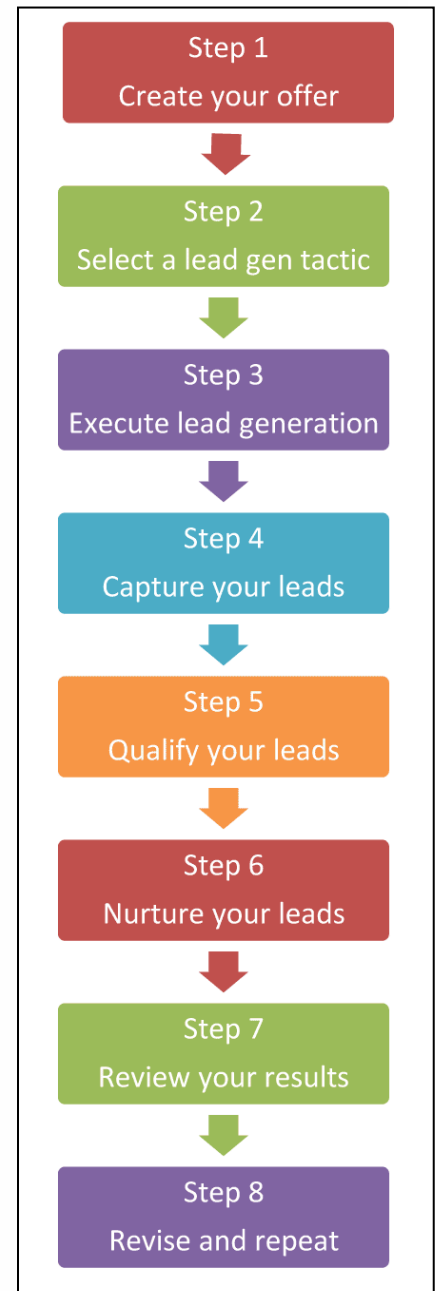 Step 1
Create your offer
Step 2
Select a lead gen tactic
Step 3
Execute lead generation
Step 4
Capture your leads
Step 5
Qualify your leads
Step 6
Nurture your leads
Step 7
Review your results
Step 8
Revise and repeat